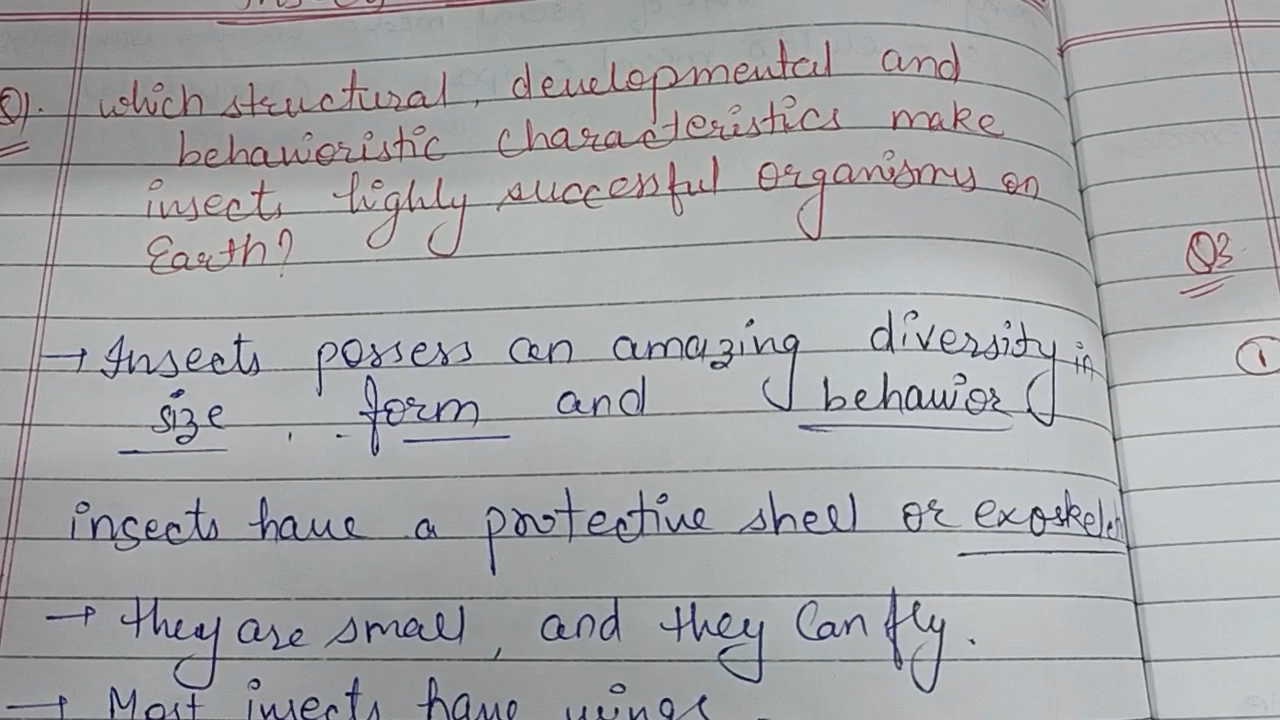 Q). which structural, developmental and
behavioristic characteristics make
insects highly successful organisms on
Earth?
→ Insects possess an amazing diversity in
size, form and behavior
insects have a protective shell or exoskelet
→ they are small, and they Can fly.
→ Most insects have wings
Q3
1